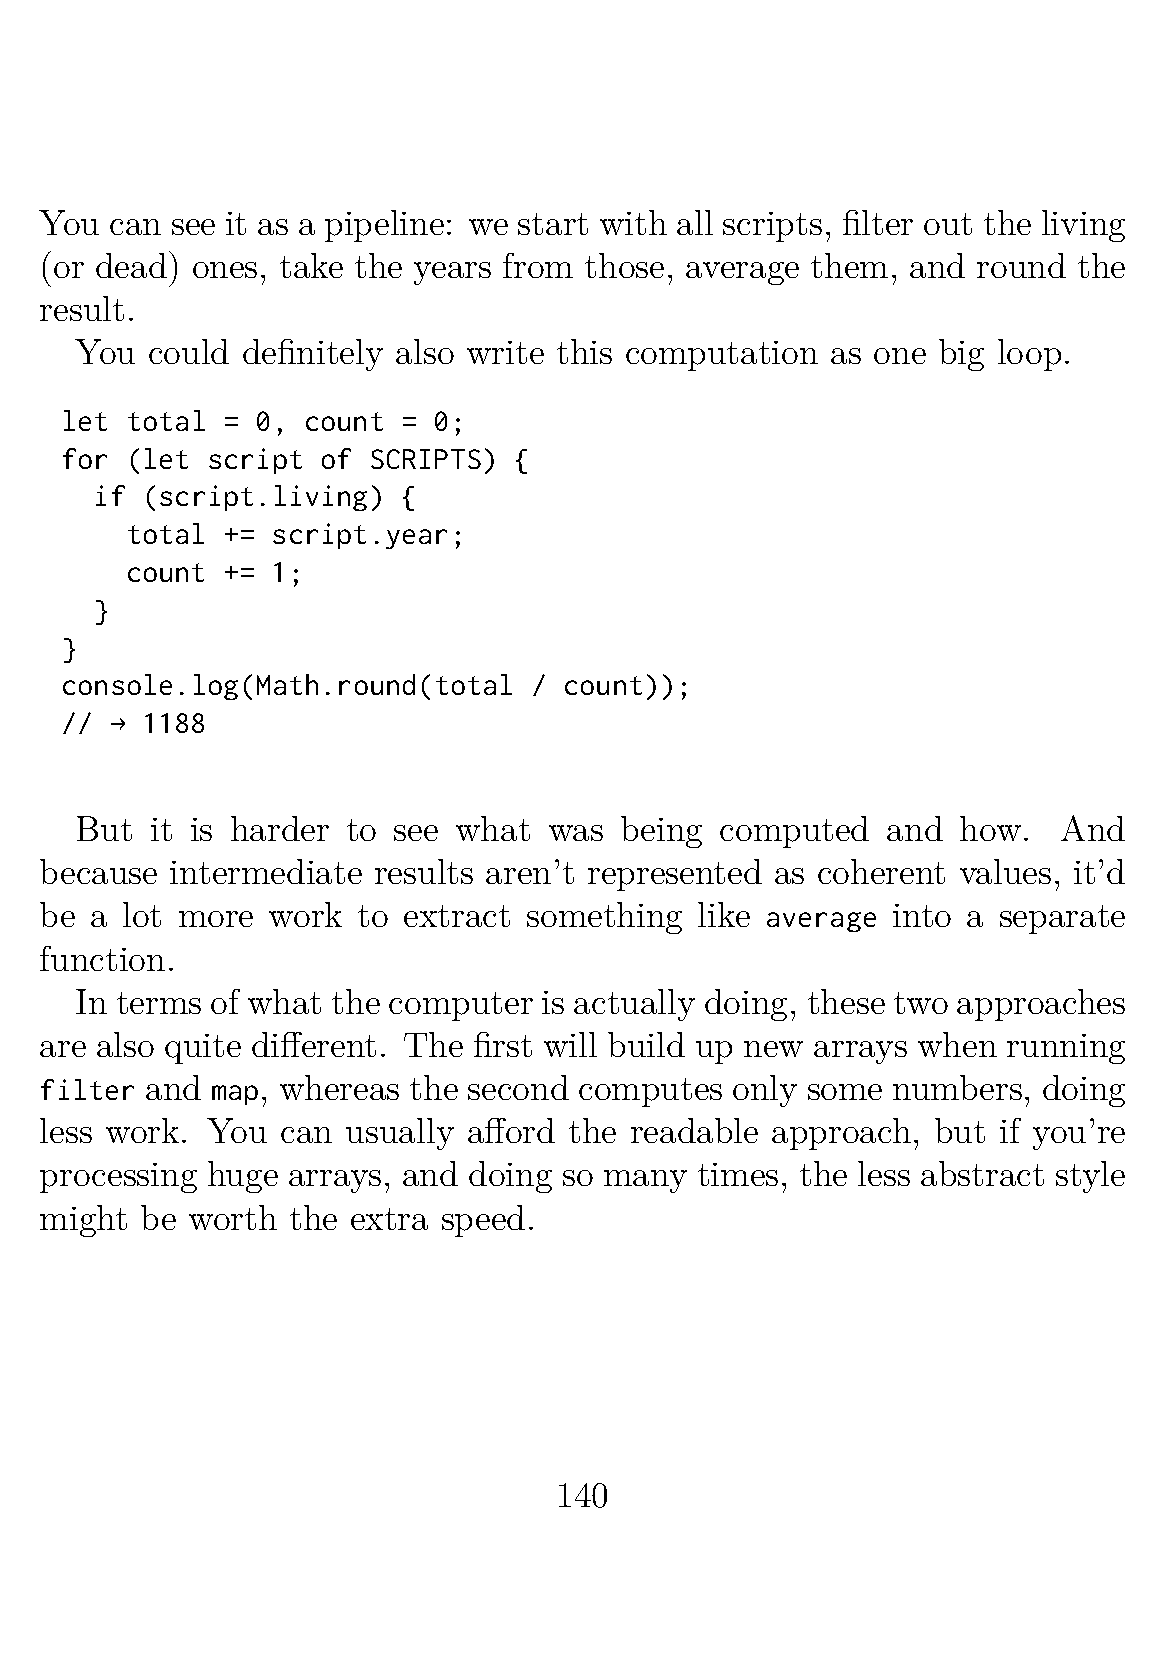 You can see it as a pipeline: we start with all scripts, filter out the living
(or dead) ones, take the years from those, average them, and round the
result.
You could definitely also write this computation as one big loop.
let total = 0, count = 0;
for (let script of SCRIPTS) {
  if (script.living) {
    total += script.year;
    count += 1;
  }
}
console.log(Math.round(total / count));
// → 1188
But it is harder to see what was being computed and how. And
because intermediate results aren't represented as coherent values, it'd
be a lot more work to extract something like average into a separate
function.
In terms of what the computer is actually doing, these two approaches
are also quite different. The first will build up new arrays when running
filter and map, whereas the second computes only some numbers, doing
less work. You can usually afford the readable approach, but if you're
processing huge arrays, and doing so many times, the less abstract style
might be worth the extra speed.
140